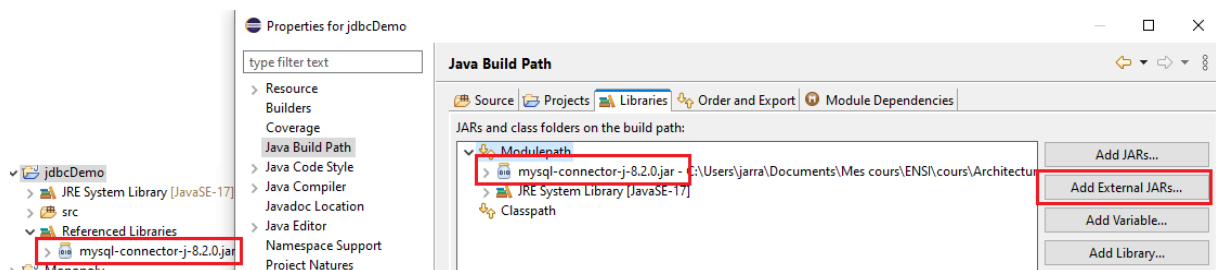 Properties for jdbcDemo
type filter text
Resource
Builders
Coverage
Java Build Path
Java Code Style
Java Compiler
Javadoc Location
Java Editor
Namespace Support
Project Natures
jdbcDemo
JRE System Library [JavaSE-17]
src
Referenced Libraries
mysql-connector-j-8.2.0.jar
Monopoly
Java Build Path
Source Projects Libraries Order and Export Module Dependencies
JARs and class folders on the build path:
Modulepath
mysql-connector-j-8.2.0.jar - C:\Users\jarra\Documents\Mes cours\ENSI\cours\Architectur
JRE System Library [JavaSE-17]
Classpath
Add JARs...
Add External JARs...
Add Variable...
Add Library...